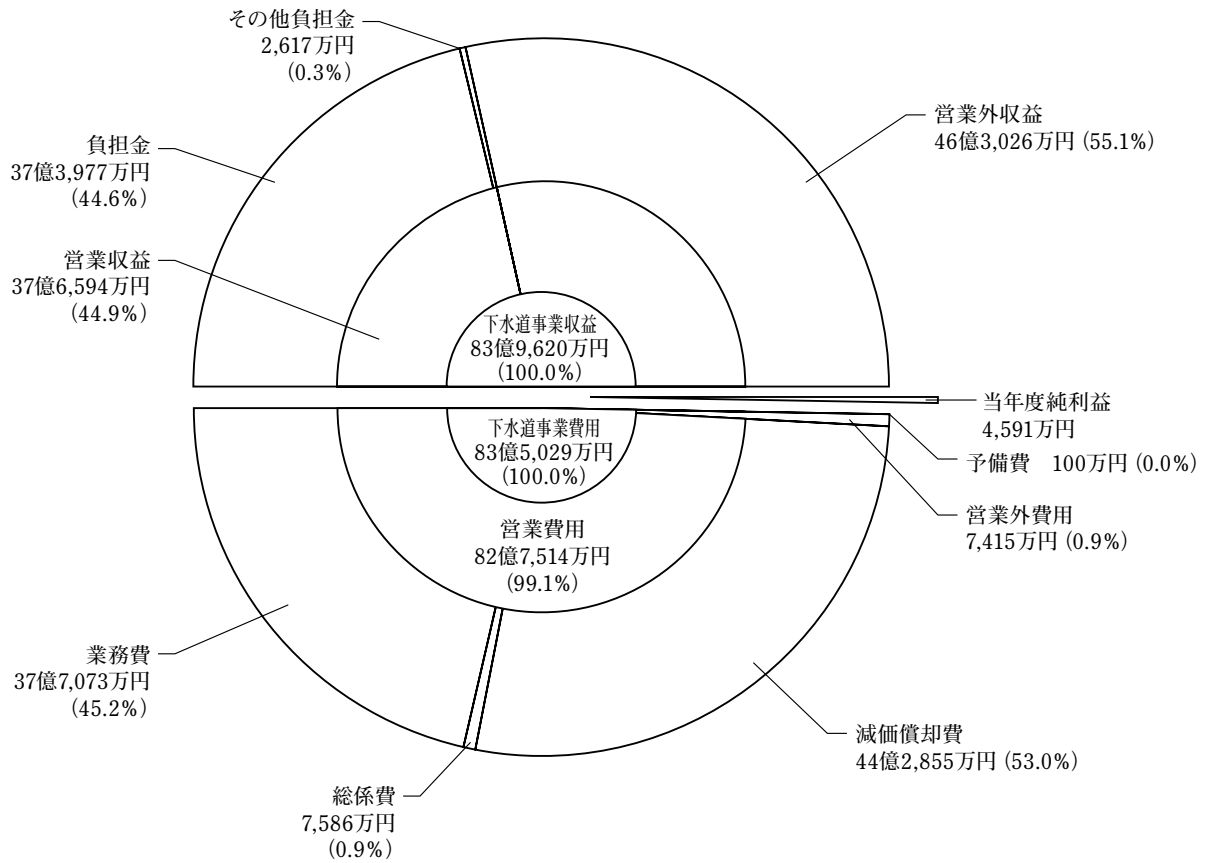 その他負担金
2,617万円
(0.3%)
営業外収益
46億3,026万円 (55.1%)
負担金
37億3,977万円
(44.6%)
営業収益
37億6,594万円
(44.9%)
下水道事業収益
83億9,620万円
(100.0%)
当年度純利益
4,591万円
下水道事業費用
83億5,029万円
(100.0%)
予備費　100万円 (0.0%)
営業外費用
7,415万円 (0.9%)
営業費用
82億7,514万円
(99.1%)
業務費
37億7,073万円
(45.2%)
減価償却費
44億2,855万円 (53.0%)
総係費
7,586万円
(0.9%)